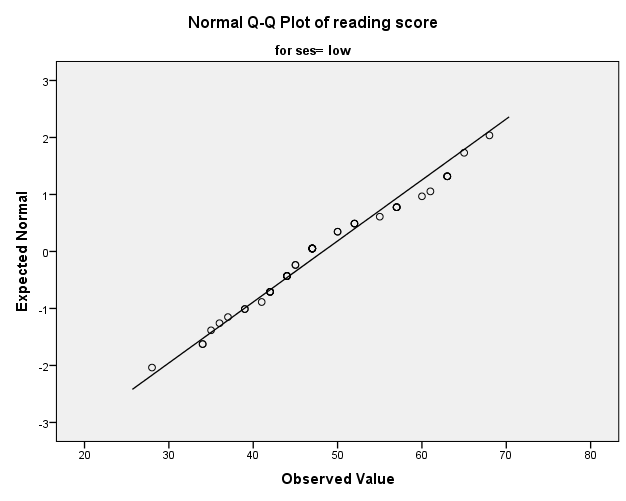 Normal Q-Q Plot of reading score
for ses= low
Expected Normal
3
2
1
0
-1
-2
-3
20 30 40 50 60 70 80
Observed Value